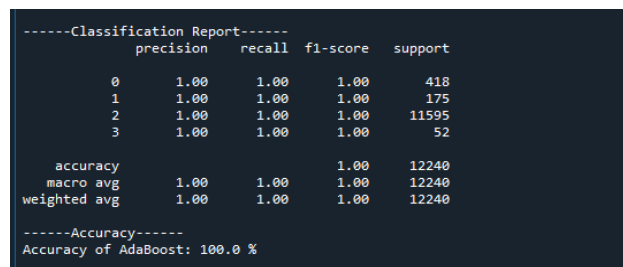 ------Classification Report------
precision recall f1-score support
0 1.00 1.00 1.00 418
1 1.00 1.00 1.00 175
2 1.00 1.00 1.00 11595
3 1.00 1.00 1.00 52
accuracy 1.00 12240
macro avg 1.00 1.00 1.00 12240
weighted avg 1.00 1.00 1.00 12240
------Accuracy------
Accuracy of AdaBoost: 100.0 %